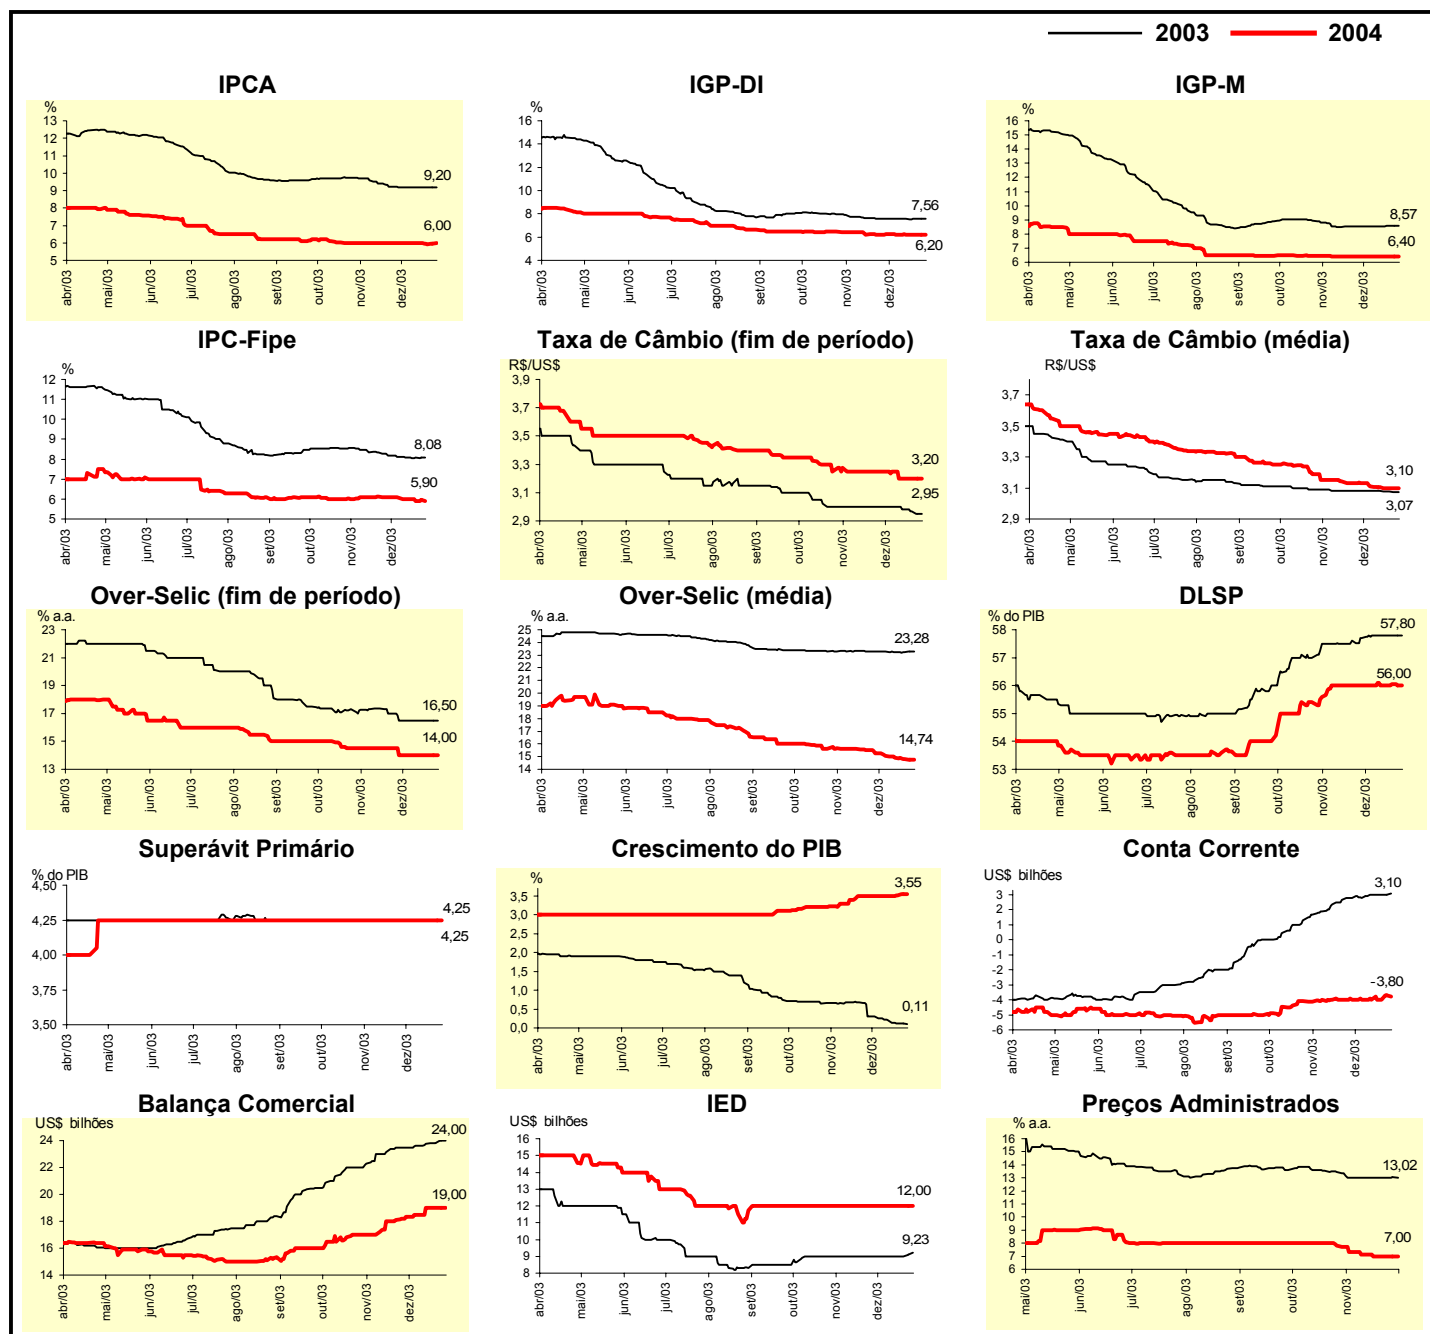 2003 2004
IPCA IGP-DI IGP-M
% % %
13 12 11 10 9 8 7 6 5
9,20
6,00
abr/03 mai/03 jun/03 jul/03 ago/03 set/03 out/03 nov/03 dez/03
16 14 12 10 8 6 4
7,56
6,20
abr/03 mai/03 jun/03 jul/03 ago/03 set/03 out/03 nov/03 dez/03
16 15 14 13 12 11 10 9 8 7 6
8,57
6,40
abr/03 mai/03 jun/03 jul/03 ago/03 set/03 out/03 nov/03 dez/03
IPC-Fipe Taxa de Câmbio (fim de período) Taxa de Câmbio (média)
% R$/US$ R$/US$
12 11 10 9 8 7 6 5
8,08
5,90
abr/03 mai/03 jun/03 jul/03 ago/03 set/03 out/03 nov/03 dez/03
3,9 3,7 3,5 3,3 3,1 2,9
3,20
2,95
abr/03 mai/03 jun/03 jul/03 ago/03 set/03 out/03 nov/03 dez/03
3,7 3,5 3,3 3,1 2,9
3,10
3,07
abr/03 mai/03 jun/03 jul/03 ago/03 set/03 out/03 nov/03 dez/03
Over-Selic (fim de período) Over-Selic (média) DLSP
% a.a. % a.a. % do PIB
23 21 19 17 15 13
16,50
14,00
abr/03 mai/03 jun/03 jul/03 ago/03 set/03 out/03 nov/03 dez/03
25 24 23 22 21 20 19 18 17 16 15 14
23,28
14,74
abr/03 mai/03 jun/03 jul/03 ago/03 set/03 out/03 nov/03 dez/03
58 57 56 55 54 53
57,80
56,00
abr/03 mai/03 jun/03 jul/03 ago/03 set/03 out/03 nov/03 dez/03
Superávit Primário Crescimento do PIB Conta Corrente
% do PIB % US$ bilhões
4,50 4,25 4,00 3,75 3,50
4,25
4,25
abr/03 mai/03 jun/03 jul/03 ago/03 set/03 out/03 nov/03 dez/03
3,5 3,0 2,5 2,0 1,5 1,0 0,5 0,0
3,55
0,11
abr/03 mai/03 jun/03 jul/03 ago/03 set/03 out/03 nov/03 dez/03
3 2 1 0 -1 -2 -3 -4 -5 -6
3,10
-3,80
abr/03 mai/03 jun/03 jul/03 ago/03 set/03 out/03 nov/03 dez/03
Balança Comercial IED Preços Administrados
US$ bilhões US$ bilhões % a.a.
24 22 20 18 16 14
24,00
19,00
abr/03 mai/03 jun/03 jul/03 ago/03 set/03 out/03 nov/03 dez/03
16 15 14 13 12 11 10 9 8
12,00
9,23
abr/03 mai/03 jun/03 jul/03 ago/03 set/03 out/03 nov/03 dez/03
16 15 14 13 12 11 10 9 8 7 6
13,02
7,00
mai/03 jun/03 jul/03 ago/03 set/03 out/03 nov/03